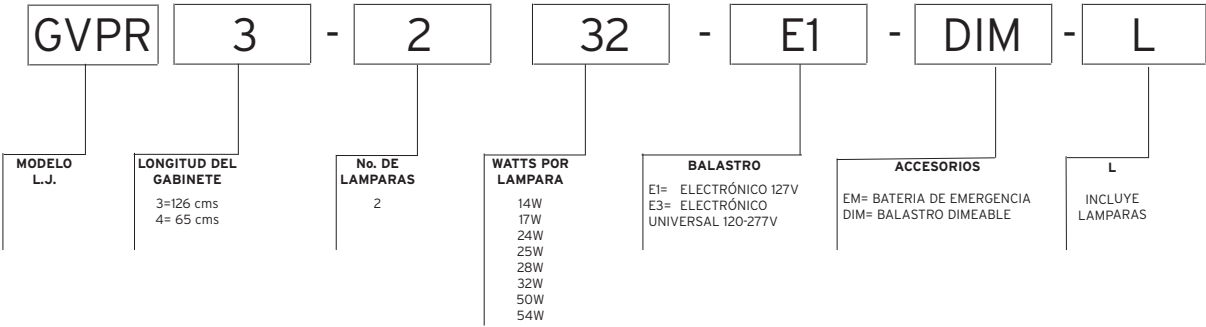 GVPR 3 - 2 32 - E1 - DIM - L
MODELO
L.J.
LONGITUD DEL
GABINETE
3=126 cms
4= 65 cms
No. DE
LAMPARAS
2
WATTS POR
LAMPARA
14W
17W
24W
25W
28W
32W
50W
54W
BALASTRO
E1= ELECTRÓNICO 127V
E3= ELECTRÓNICO
UNIVERSAL 120-277V
ACCESORIOS
EM= BATERIA DE EMERGENCIA
DIM= BALASTRO DIMEABLE
L
INCLUYE
LAMPARAS